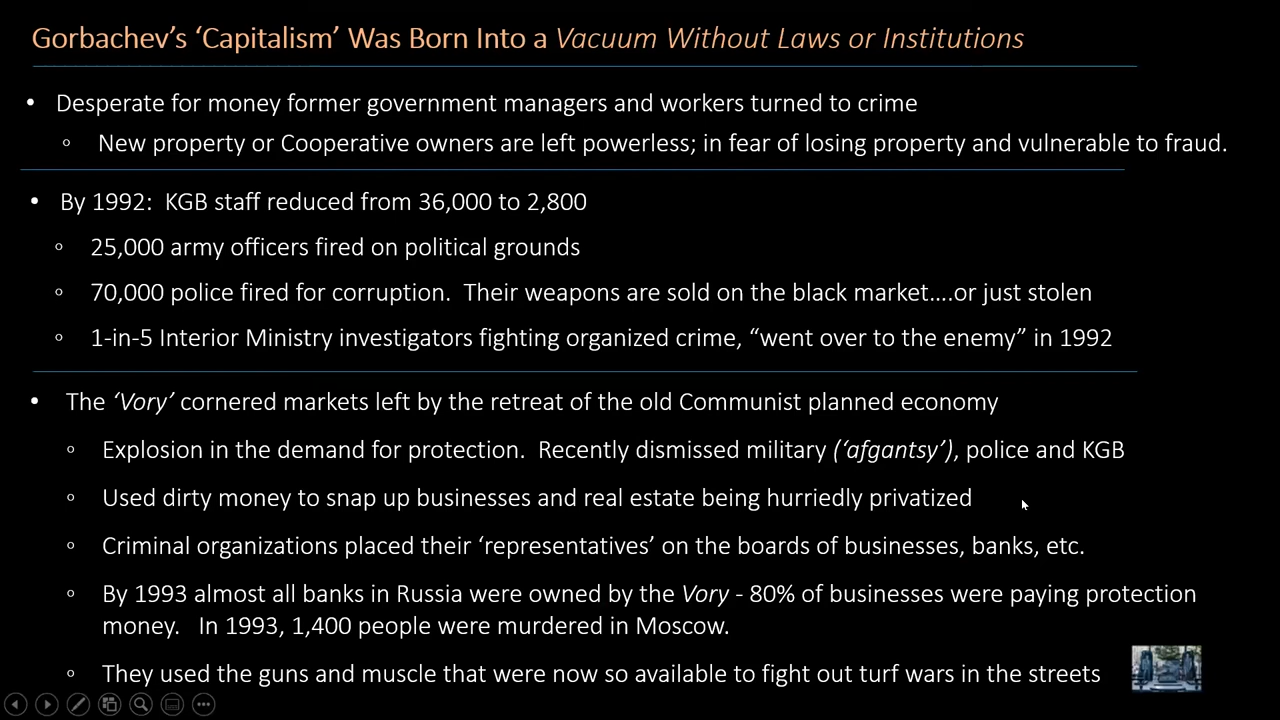 Gorbachev's 'Capitalism' Was Born Into a Vacuum Without Laws or Institutions
• Desperate for money former government managers and workers turned to crime
◦ New property or Cooperative owners are left powerless; in fear of losing property and vulnerable to fraud.
• By 1992: KGB staff reduced from 36,000 to 2,800
◦ 25,000 army officers fired on political grounds
◦ 70,000 police fired for corruption. Their weapons are sold on the black market....or just stolen
◦ 1-in-5 Interior Ministry investigators fighting organized crime, "went over to the enemy" in 1992
• The 'Vory' cornered markets left by the retreat of the old Communist planned economy
◦ Explosion in the demand for protection. Recently dismissed military ('afgantsy'), police and KGB
◦ Used dirty money to snap up businesses and real estate being hurriedly privatized
◦ Criminal organizations placed their 'representatives' on the boards of businesses, banks, etc.
◦ By 1993 almost all banks in Russia were owned by the Vory - 80% of businesses were paying protection
money. In 1993, 1,400 people were murdered in Moscow.
◦ They used the guns and muscle that were now so available to fight out turf wars in the streets